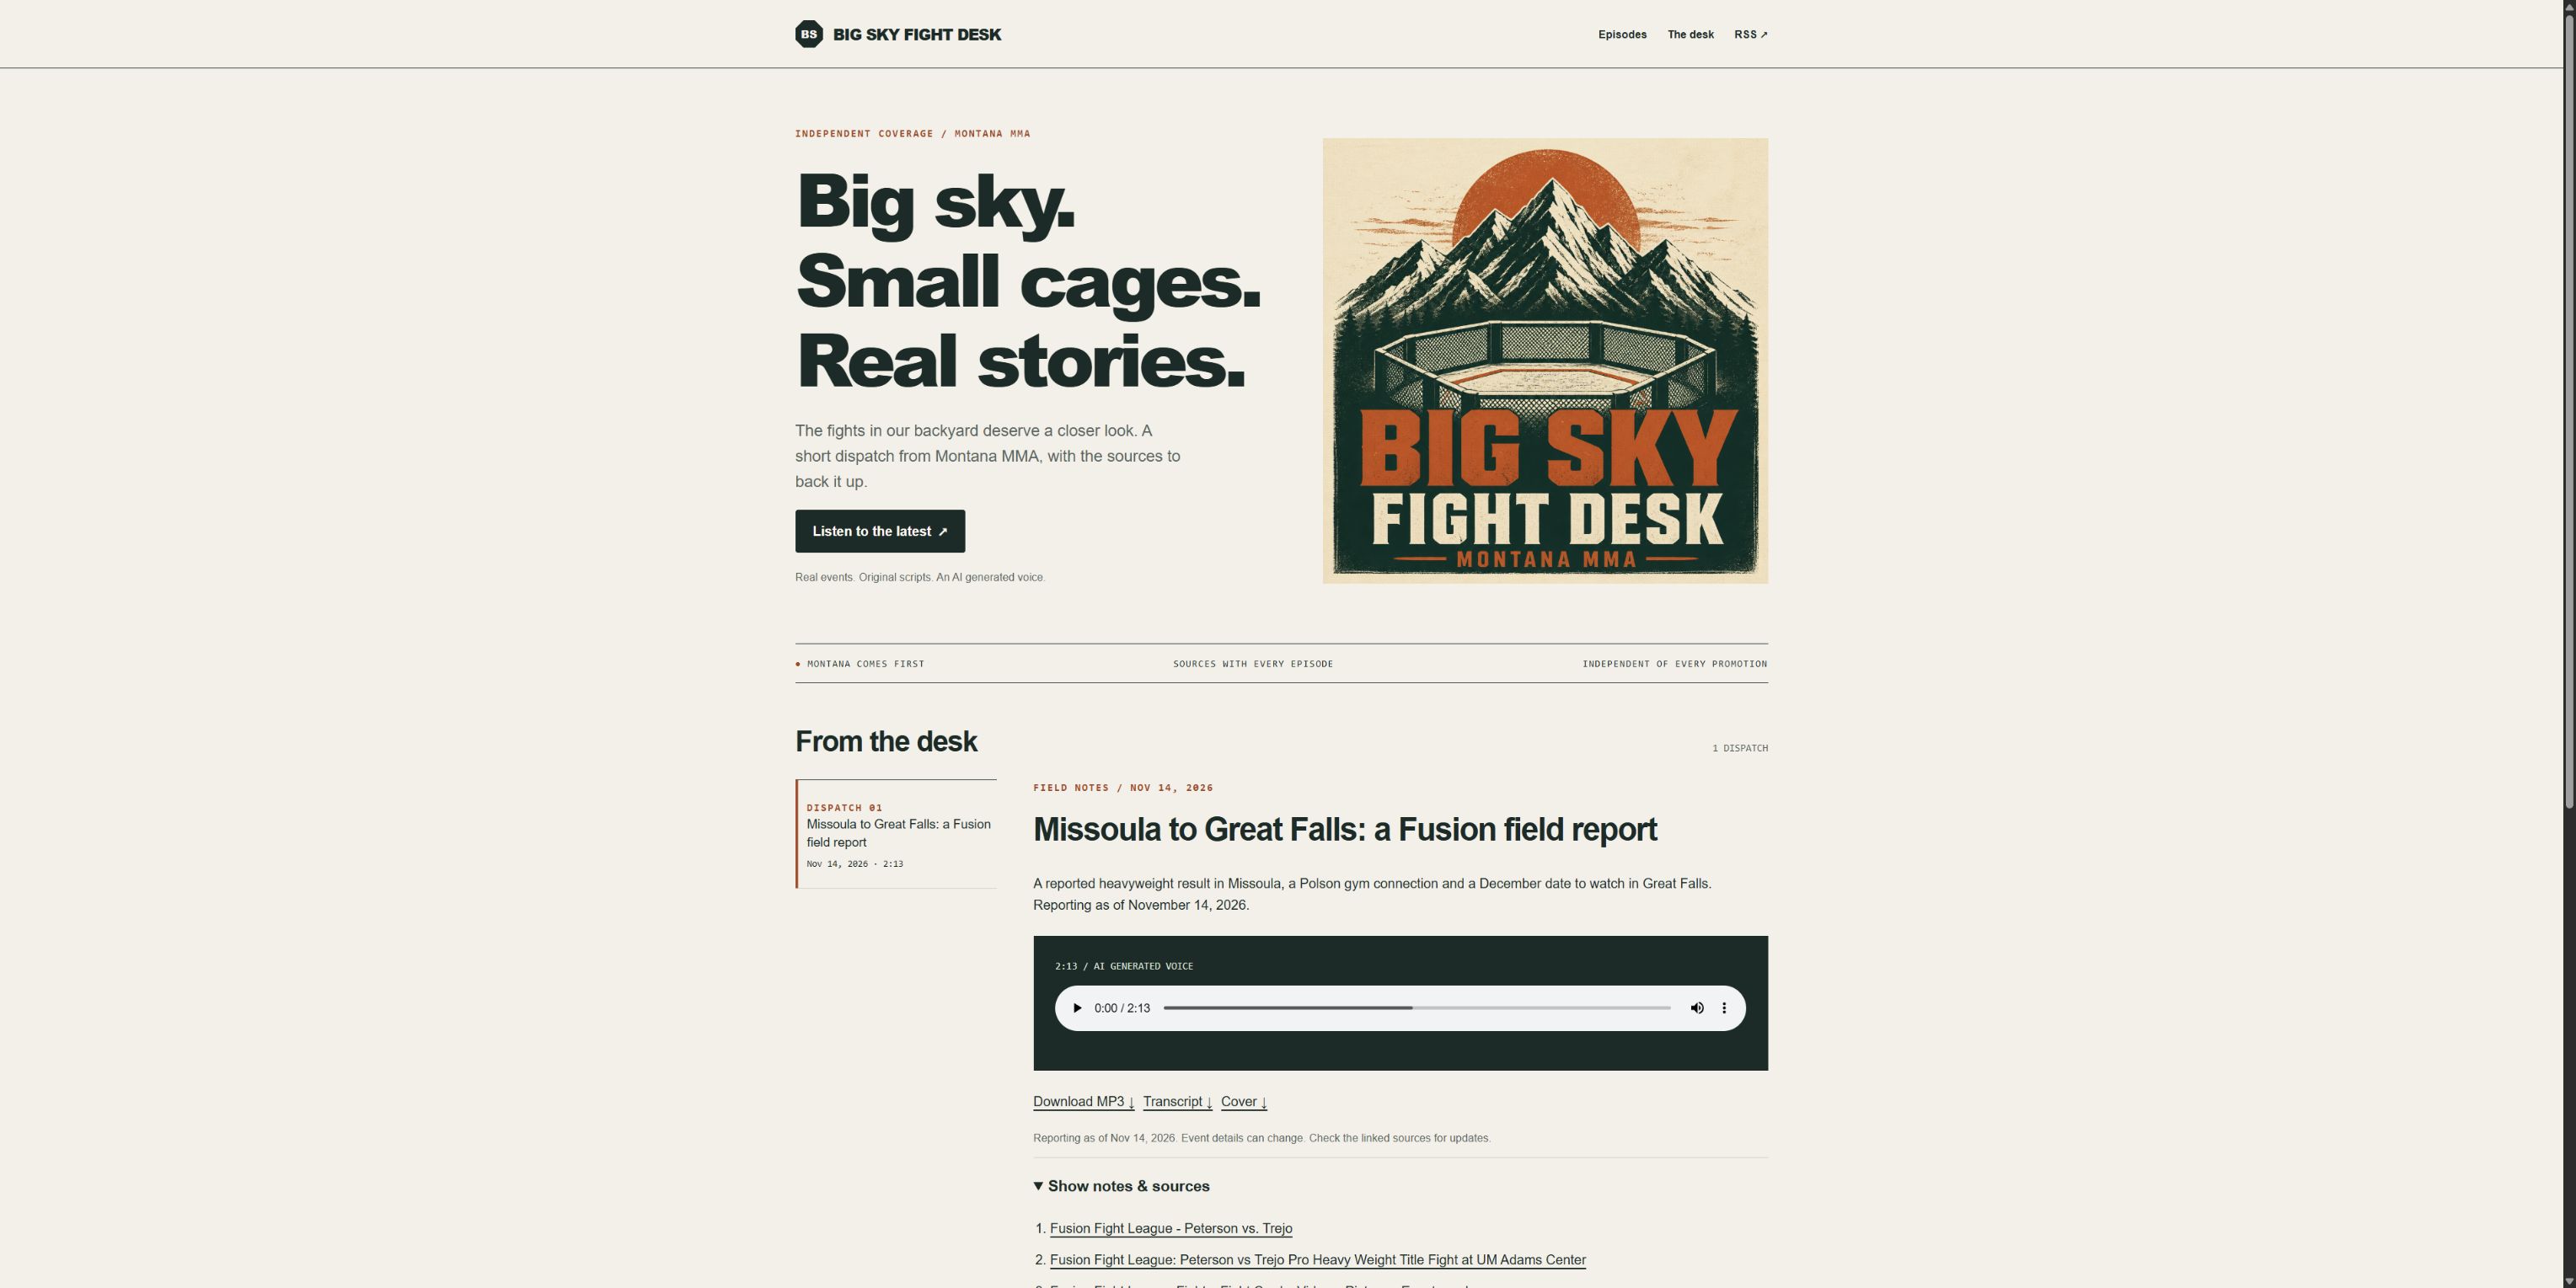 BS BIG SKY FIGHT DESK
Episodes The desk RSS ↗
INDEPENDENT COVERAGE / MONTANA MMA
Big sky.
Small cages.
Real stories.
The fights in our backyard deserve a closer look. A
short dispatch from Montana MMA, with the sources to
back it up.
Listen to the latest ↗
Real events. Original scripts. An AI generated voice.
BIG SKY
FIGHT DESK
MONTANA MMA
• MONTANA COMES FIRST
SOURCES WITH EVERY EPISODE
INDEPENDENT OF EVERY PROMOTION
From the desk
1 DISPATCH
DISPATCH 01
Missoula to Great Falls: a Fusion
field report
Nov 14, 2026 · 2:13
FIELD NOTES / NOV 14, 2026
Missoula to Great Falls: a Fusion field report
A reported heavyweight result in Missoula, a Polson gym connection and a December date to watch in Great Falls.
Reporting as of November 14, 2026.
2:13 / AI GENERATED VOICE
0:00 / 2:13
Download MP3 ↓ Transcript ↓ Cover ↓
Reporting as of Nov 14, 2026. Event details can change. Check the linked sources for updates.
▼ Show notes & sources
1. Fusion Fight League - Peterson vs. Trejo
2. Fusion Fight League: Peterson vs Trejo Pro Heavy Weight Title Fight at UM Adams Center